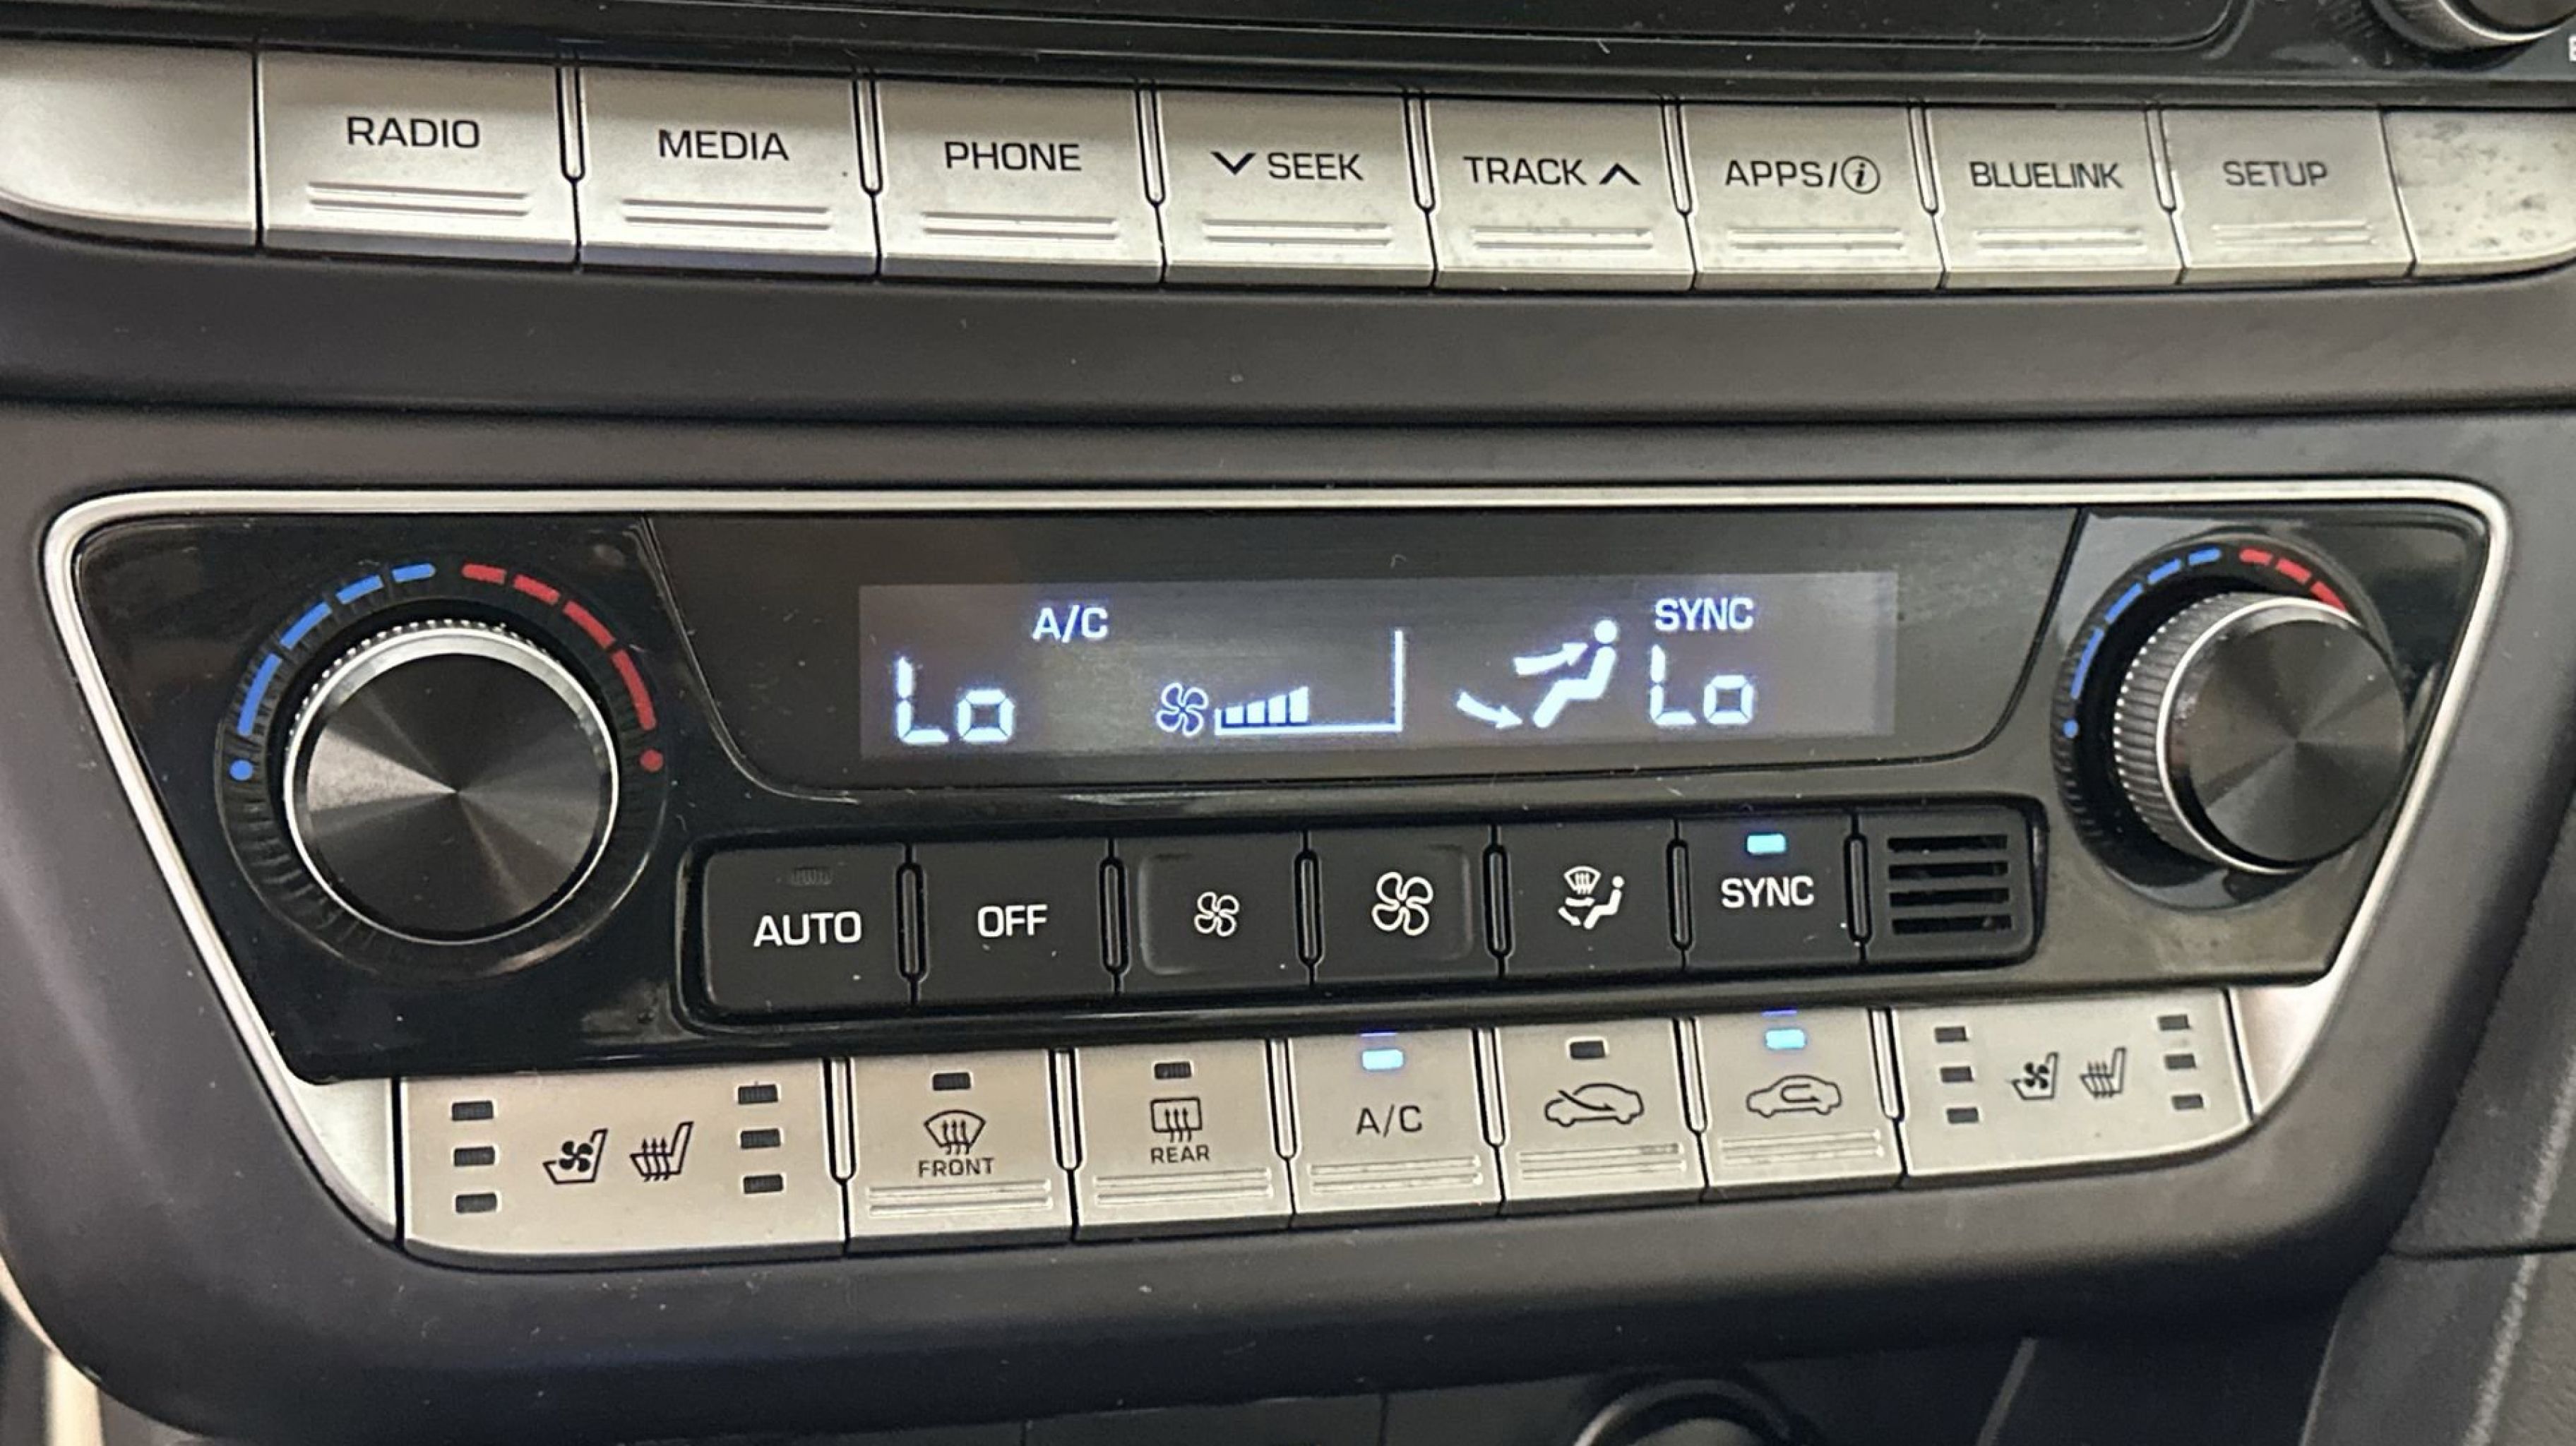 RADIO
MEDIA
PHONE
SEEK
TRACK
APPS/i
BLUELINK
SETUP
A/C
SYNC
Lo
Lo
AUTO
OFF
SYNC
FRONT
REAR
A/C